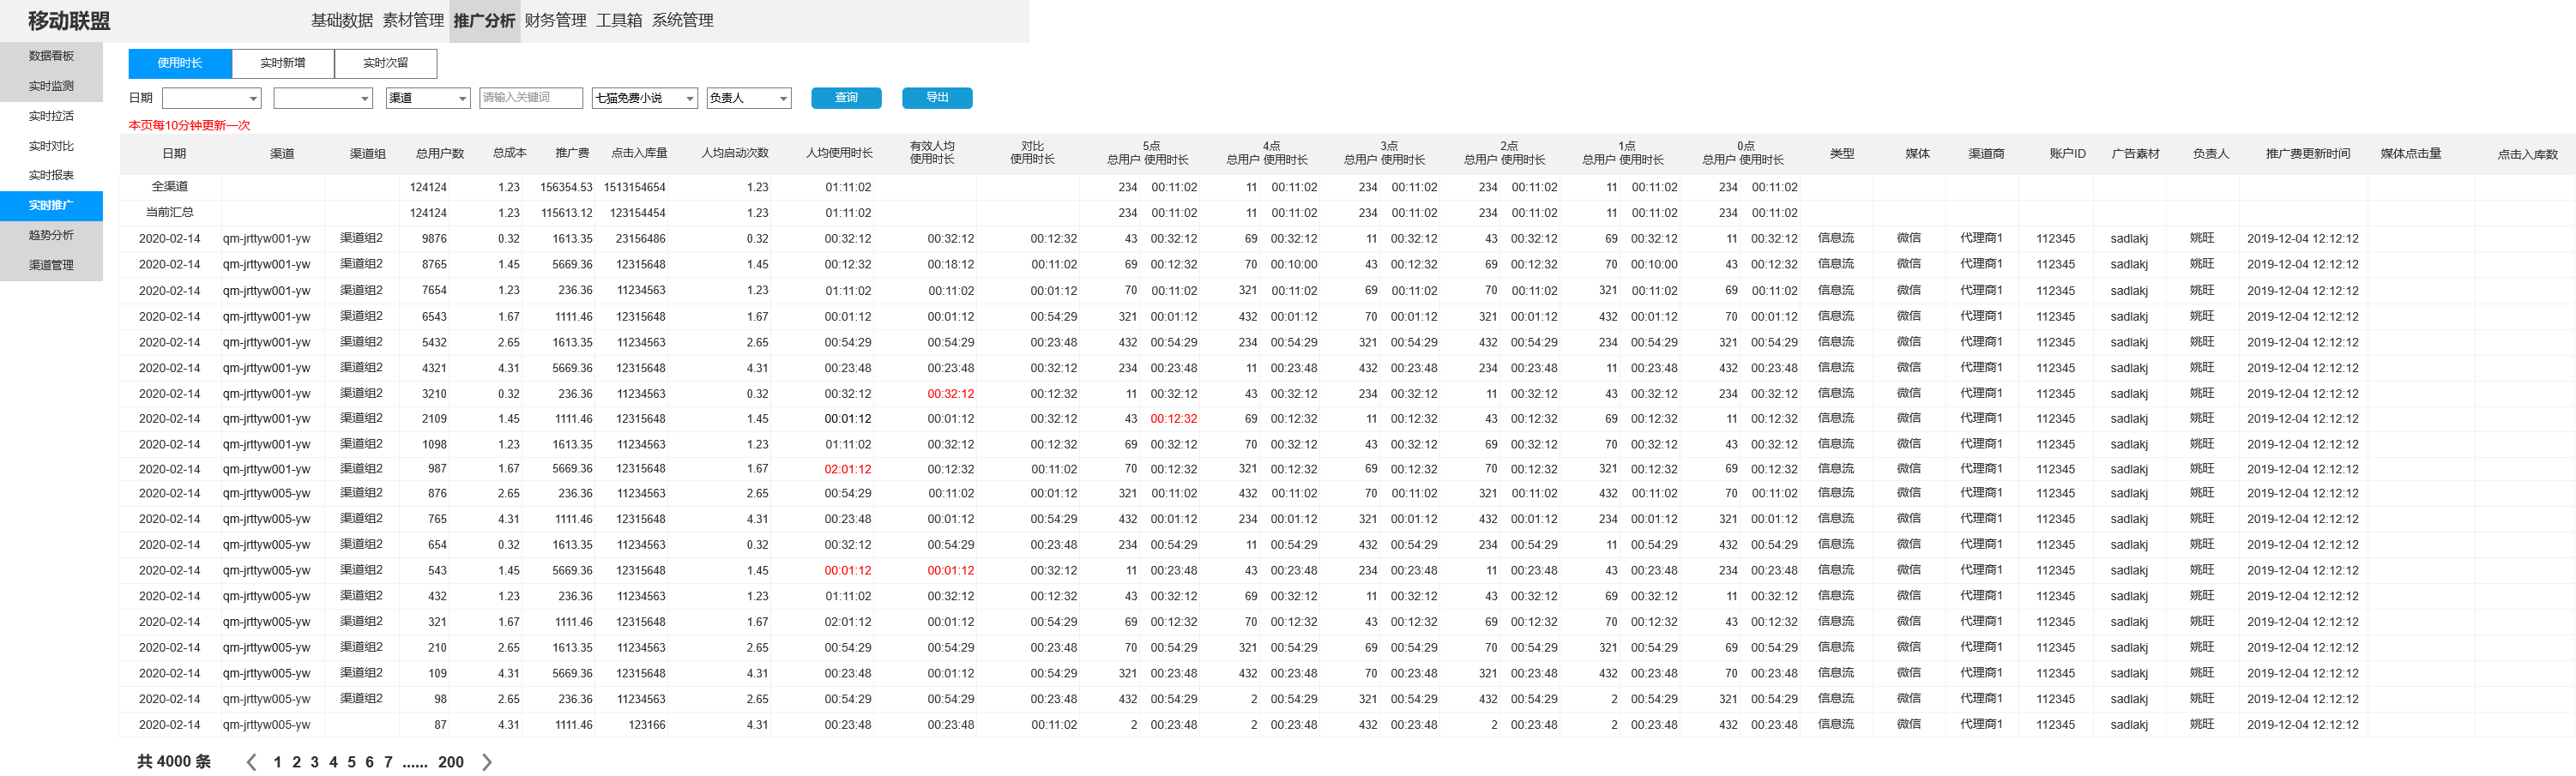 移动联盟 基础数据 素材管理 推广分析 财务管理 工具箱 系统管理
数据看板
实时监测
实时拉活
实时对比
实时报表
实时推广
趋势分析
渠道管理
使用时长 实时新增 实时次留
日期 渠道 请输入关键词 七猫免费小说 负责人 查询 导出
本页每10分钟更新一次
日期 渠道 渠道组 总用户数 总成本 推广费 点击入库量 人均启动次数 人均使用时长 有效人均使用时长 对比使用时长 5点 总用户 使用时长 4点 总用户 使用时长 3点 总用户 使用时长 2点 总用户 使用时长 1点 总用户 使用时长 0点 总用户 使用时长 类型 媒体 渠道商 账户ID 广告素材 负责人 推广费更新时间 媒体点击量 点击入库数
全渠道 124124 1.23 156354.53 1513154654 1.23 01:11:02 234 00:11:02 11 00:11:02 234 00:11:02 234 00:11:02 11 00:11:02 234 00:11:02
当前汇总 124124 1.23 115613.12 123154454 1.23 01:11:02 234 00:11:02 11 00:11:02 234 00:11:02 234 00:11:02 11 00:11:02 234 00:11:02
2020-02-14 qm-jrttyw001-yw 渠道组2 9876 0.32 1613.35 23156486 0.32 00:32:12 00:32:12 00:12:32 43 00:32:12 69 00:32:12 11 00:32:12 43 00:32:12 69 00:32:12 11 00:32:12 信息流 微信 代理商1 112345 sadlakj 姚旺 2019-12-04 12:12:12
2020-02-14 qm-jrttyw001-yw 渠道组2 8765 1.45 5669.36 12315648 1.45 00:12:32 00:18:12 00:11:02 69 00:12:32 70 00:10:00 43 00:12:32 69 00:12:32 70 00:10:00 43 00:12:32 信息流 微信 代理商1 112345 sadlakj 姚旺 2019-12-04 12:12:12
2020-02-14 qm-jrttyw001-yw 渠道组2 7654 1.23 236.36 11234563 1.23 01:11:02 00:11:02 00:01:12 70 00:11:02 321 00:11:02 69 00:11:02 70 00:11:02 321 00:11:02 69 00:11:02 信息流 微信 代理商1 112345 sadlakj 姚旺 2019-12-04 12:12:12
2020-02-14 qm-jrttyw001-yw 渠道组2 6543 1.67 1111.46 12315648 1.67 00:01:12 00:01:12 00:54:29 321 00:01:12 432 00:01:12 70 00:01:12 321 00:01:12 432 00:01:12 70 00:01:12 信息流 微信 代理商1 112345 sadlakj 姚旺 2019-12-04 12:12:12
2020-02-14 qm-jrttyw001-yw 渠道组2 5432 2.65 1613.35 11234563 2.65 00:54:29 00:54:29 00:23:48 432 00:54:29 234 00:54:29 321 00:54:29 432 00:54:29 234 00:54:29 321 00:54:29 信息流 微信 代理商1 112345 sadlakj 姚旺 2019-12-04 12:12:12
2020-02-14 qm-jrttyw001-yw 渠道组2 4321 4.31 5669.36 12315648 4.31 00:23:48 00:23:48 00:32:12 234 00:23:48 11 00:23:48 432 00:23:48 234 00:23:48 11 00:23:48 432 00:23:48 信息流 微信 代理商1 112345 sadlakj 姚旺 2019-12-04 12:12:12
2020-02-14 qm-jrttyw001-yw 渠道组2 3210 0.32 236.36 11234563 0.32 00:32:12 00:32:12 00:12:32 11 00:32:12 43 00:32:12 234 00:32:12 11 00:32:12 43 00:32:12 234 00:32:12 信息流 微信 代理商1 112345 sadlakj 姚旺 2019-12-04 12:12:12
2020-02-14 qm-jrttyw001-yw 渠道组2 2109 1.45 1111.46 12315648 1.45 00:01:12 00:01:12 00:32:12 43 00:12:32 69 00:12:32 11 00:12:32 43 00:12:32 69 00:12:32 11 00:12:32 信息流 微信 代理商1 112345 sadlakj 姚旺 2019-12-04 12:12:12
2020-02-14 qm-jrttyw001-yw 渠道组2 1098 1.23 1613.35 11234563 1.23 01:11:02 00:32:12 00:12:32 69 00:32:12 70 00:32:12 43 00:32:12 69 00:32:12 70 00:32:12 43 00:32:12 信息流 微信 代理商1 112345 sadlakj 姚旺 2019-12-04 12:12:12
2020-02-14 qm-jrttyw001-yw 渠道组2 987 1.67 5669.36 12315648 1.67 02:01:12 00:12:32 00:11:02 70 00:12:32 321 00:12:32 69 00:12:32 70 00:12:32 321 00:12:32 69 00:12:32 信息流 微信 代理商1 112345 sadlakj 姚旺 2019-12-04 12:12:12
2020-02-14 qm-jrttyw005-yw 渠道组2 876 2.65 236.36 11234563 2.65 00:54:29 00:11:02 00:01:12 321 00:11:02 432 00:11:02 70 00:11:02 321 00:11:02 432 00:11:02 70 00:11:02 信息流 微信 代理商1 112345 sadlakj 姚旺 2019-12-04 12:12:12
2020-02-14 qm-jrttyw005-yw 渠道组2 765 4.31 1111.46 12315648 4.31 00:23:48 00:01:12 00:54:29 432 00:01:12 234 00:01:12 321 00:01:12 432 00:01:12 234 00:01:12 321 00:01:12 信息流 微信 代理商1 112345 sadlakj 姚旺 2019-12-04 12:12:12
2020-02-14 qm-jrttyw005-yw 渠道组2 654 0.32 1613.35 11234563 0.32 00:32:12 00:54:29 00:23:48 234 00:54:29 11 00:54:29 432 00:54:29 234 00:54:29 11 00:54:29 432 00:54:29 信息流 微信 代理商1 112345 sadlakj 姚旺 2019-12-04 12:12:12
2020-02-14 qm-jrttyw005-yw 渠道组2 543 1.45 5669.36 12315648 1.45 00:01:12 00:01:12 00:32:12 11 00:23:48 43 00:23:48 234 00:23:48 11 00:23:48 43 00:23:48 234 00:23:48 信息流 微信 代理商1 112345 sadlakj 姚旺 2019-12-04 12:12:12
2020-02-14 qm-jrttyw005-yw 渠道组2 432 1.23 236.36 11234563 1.23 01:11:02 00:32:12 00:12:32 43 00:32:12 69 00:32:12 11 00:32:12 43 00:32:12 69 00:32:12 11 00:32:12 信息流 微信 代理商1 112345 sadlakj 姚旺 2019-12-04 12:12:12
2020-02-14 qm-jrttyw005-yw 渠道组2 321 1.67 1111.46 12315648 1.67 02:01:12 00:01:12 00:54:29 69 00:12:32 70 00:12:32 43 00:12:32 69 00:12:32 70 00:12:32 43 00:12:32 信息流 微信 代理商1 112345 sadlakj 姚旺 2019-12-04 12:12:12
2020-02-14 qm-jrttyw005-yw 渠道组2 210 2.65 1613.35 11234563 2.65 00:54:29 00:54:29 00:23:48 70 00:54:29 321 00:54:29 69 00:54:29 70 00:54:29 321 00:54:29 69 00:54:29 信息流 微信 代理商1 112345 sadlakj 姚旺 2019-12-04 12:12:12
2020-02-14 qm-jrttyw005-yw 渠道组2 109 4.31 5669.36 12315648 4.31 00:23:48 00:01:12 00:54:29 321 00:23:48 432 00:23:48 70 00:23:48 321 00:23:48 432 00:23:48 70 00:23:48 信息流 微信 代理商1 112345 sadlakj 姚旺 2019-12-04 12:12:12
2020-02-14 qm-jrttyw005-yw 渠道组2 98 2.65 236.36 11234563 2.65 00:54:29 00:54:29 00:23:48 432 00:54:29 2 00:54:29 321 00:54:29 432 00:54:29 2 00:54:29 321 00:54:29 信息流 微信 代理商1 112345 sadlakj 姚旺 2019-12-04 12:12:12
2020-02-14 qm-jrttyw005-yw 87 4.31 1111.46 123166 4.31 00:23:48 00:23:48 00:11:02 2 00:23:48 2 00:23:48 432 00:23:48 2 00:23:48 2 00:23:48 432 00:23:48 信息流 微信 代理商1 112345 sadlakj 姚旺 2019-12-04 12:12:12
共 4000 条 1 2 3 4 5 6 7 ...... 200